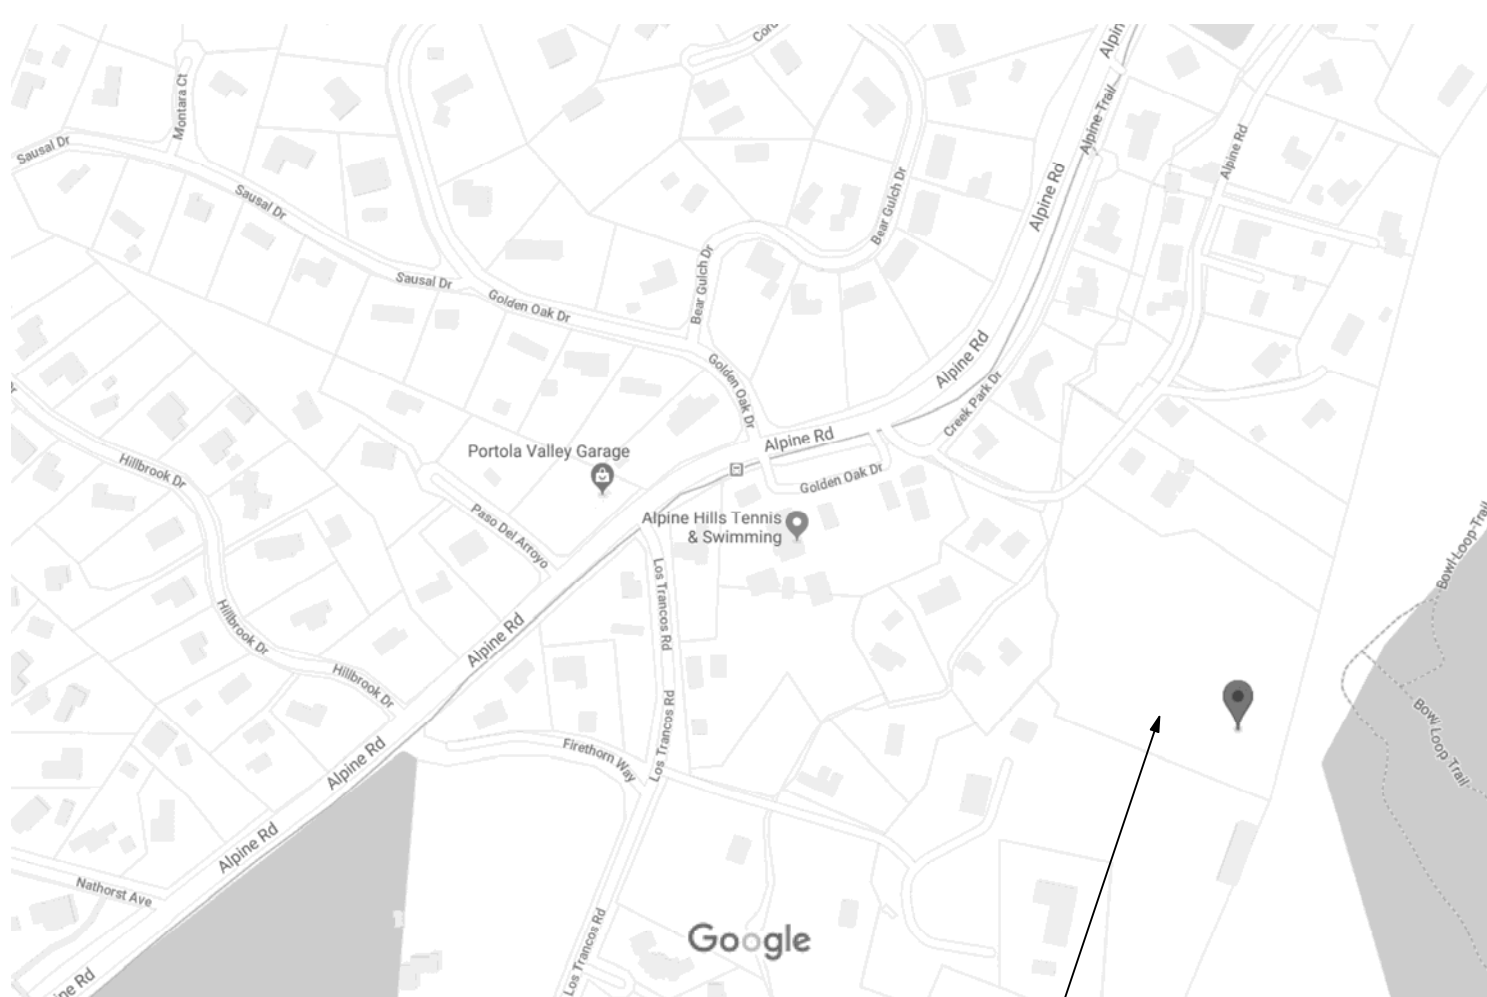 Alpin
Coro
Montara Ct
Alpine-Trail
Sausal Dr
Alpine Rd
Sausal Dr
Bear Gulch Dr
Alpine Rd
Sausal Dr
Bear Gulch Dr
Golden Oak Dr
Alpine Rd
Golden Oak Dr
Creek Park Dr
Alpine Rd
Portola Valley Garage
Hillbrook Dr
Golden Oak Dr
Alpine Hills Tennis
& Swimming
Paso Del Arroyo
Bowl-Loop-Trail
Los Trancos Rd
Hillbrook Dr
Alpine Rd
Hillbrook Dr
Los Trancos Rd
Bowl Loop Trail
Firethorn Way
Alpine Rd
Alpine Rd
Nathorst Ave
Google
Los Trancos Rd
ine Rd